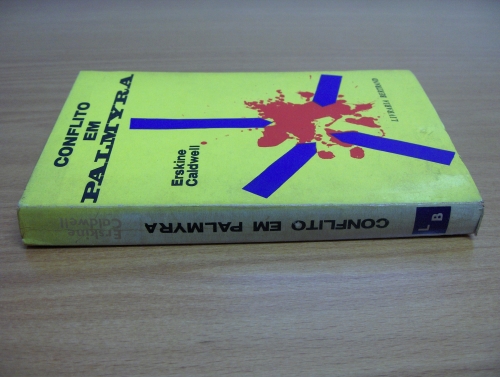 CONFLITO
EM
PALMYRA
Erskine
Caldwell
LIVRARIA BERTRAND
Erskine
Caldwell
CONFLITO EM PALMYRA
L B